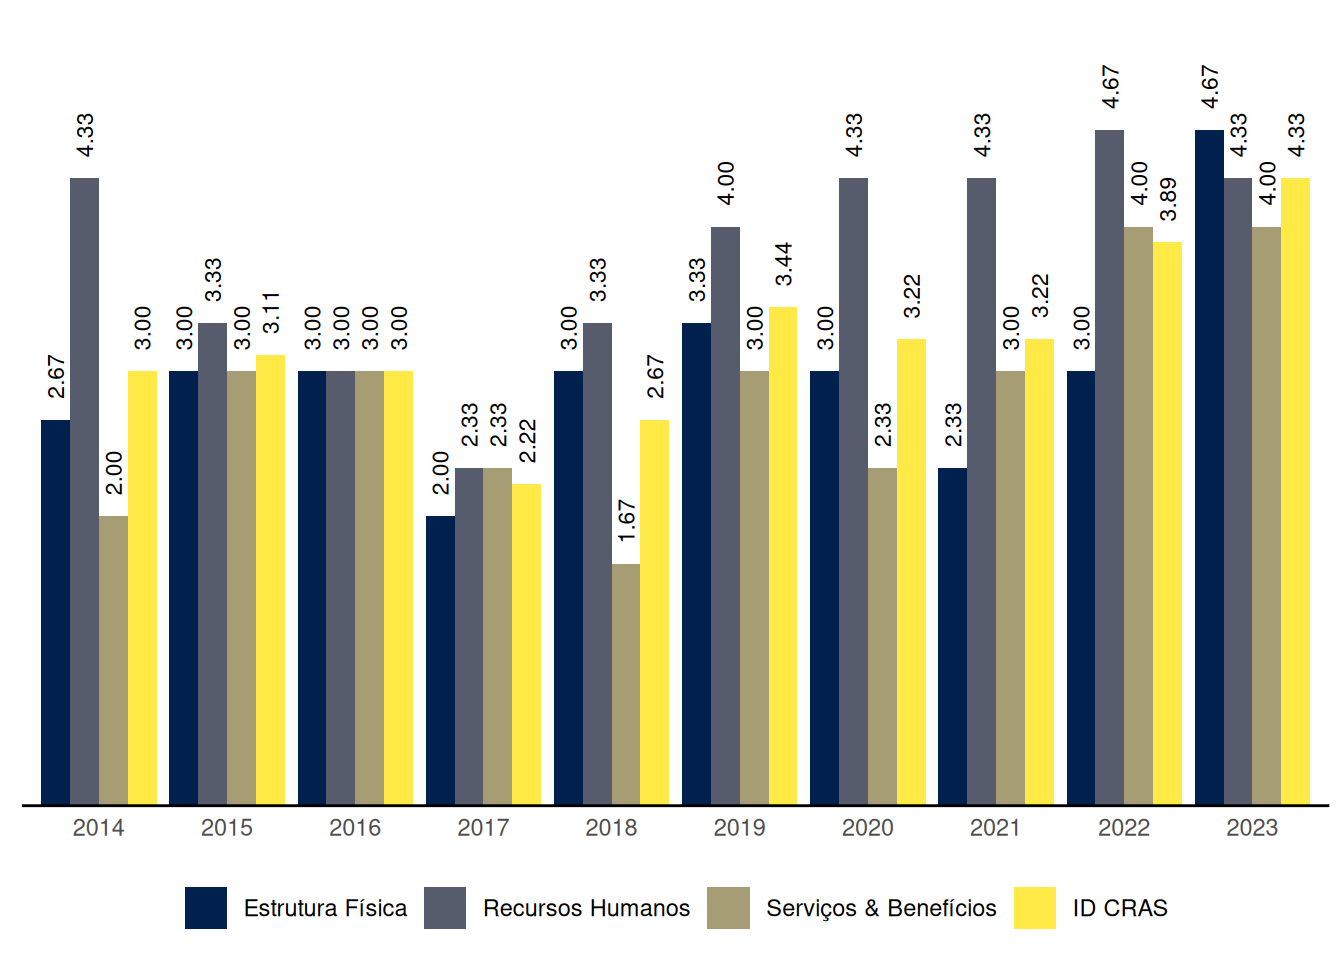 2.67 4.33 2.00 3.00
3.00 3.33 3.00 3.11
3.00 3.00 3.00 3.00
2.00 2.33 2.33 2.22
3.00 3.33 1.67 2.67
3.33 4.00 3.00 3.44
3.00 4.33 2.33 3.22
2.33 4.33 3.00 3.22
3.00 4.67 4.00 3.89
4.67 4.33 4.00 4.33
2014 2015 2016 2017 2018 2019 2020 2021 2022 2023
Estrutura Física Recursos Humanos Serviços & Benefícios ID CRAS